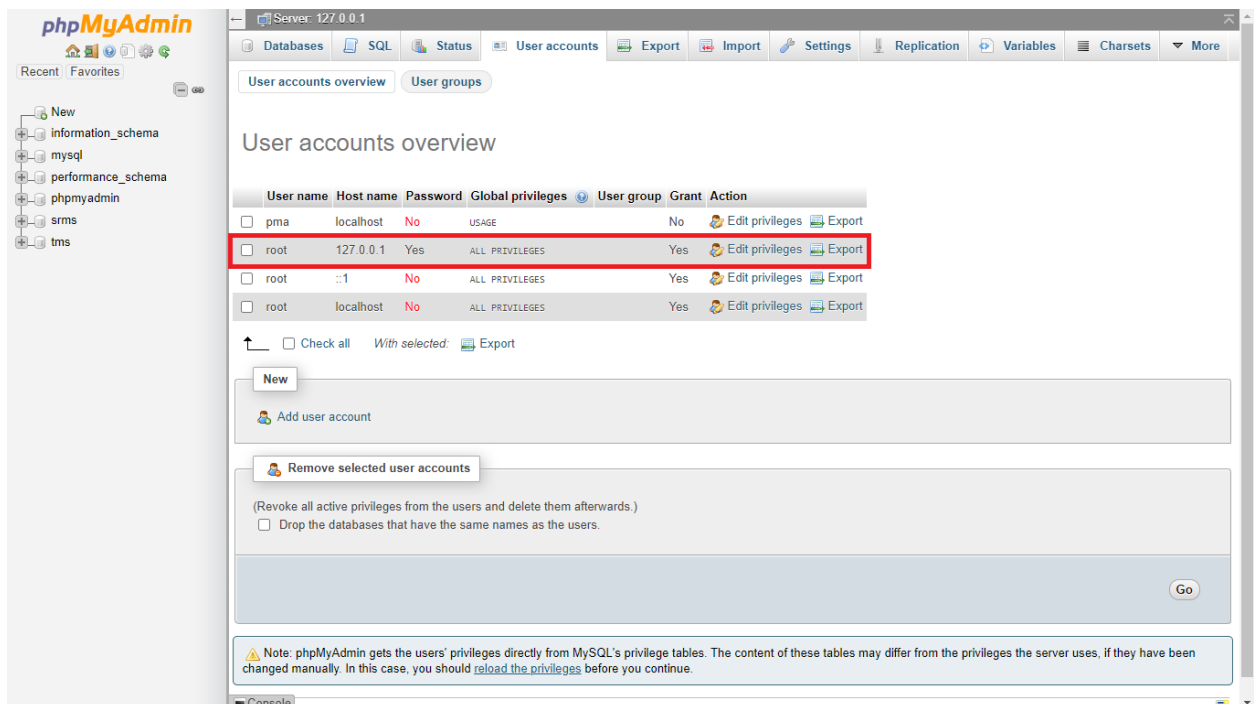 phpMyAdmin
Recent Favorites
New
information_schema
mysql
performance_schema
phpmyadmin
srms
tms
Server: 127.0.0.1
Databases SQL Status User accounts Export Import Settings Replication Variables Charsets More
User accounts overview User groups
User accounts overview
User name Host name Password Global privileges User group Grant Action
pma localhost No USAGE No Edit privileges Export
root 127.0.0.1 Yes ALL PRIVILEGES Yes Edit privileges Export
root ::1 No ALL PRIVILEGES Yes Edit privileges Export
root localhost No ALL PRIVILEGES Yes Edit privileges Export
Check all With selected: Export
New
Add user account
Remove selected user accounts
(Revoke all active privileges from the users and delete them afterwards.)
Drop the databases that have the same names as the users.
Go
Note: phpMyAdmin gets the users' privileges directly from MySQL's privilege tables. The content of these tables may differ from the privileges the server uses, if they have been
changed manually. In this case, you should reload the privileges before you continue.
Console